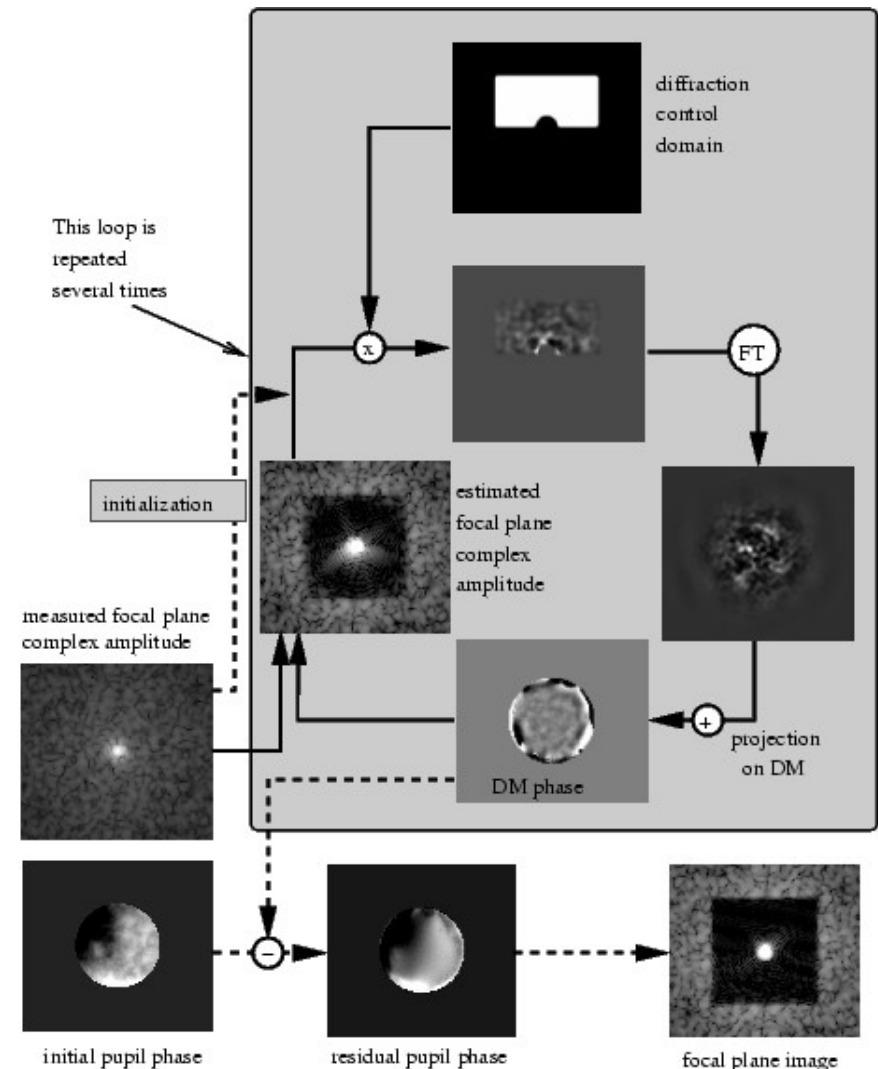 diffraction
control
domain
This loop is
repeated
several times
x
FT
initialization
estimated
focal plane
complex
amplitude
measured focal plane
complex amplitude
+
projection
on DM
DM phase
−
initial pupil phase
residual pupil phase
focal plane image